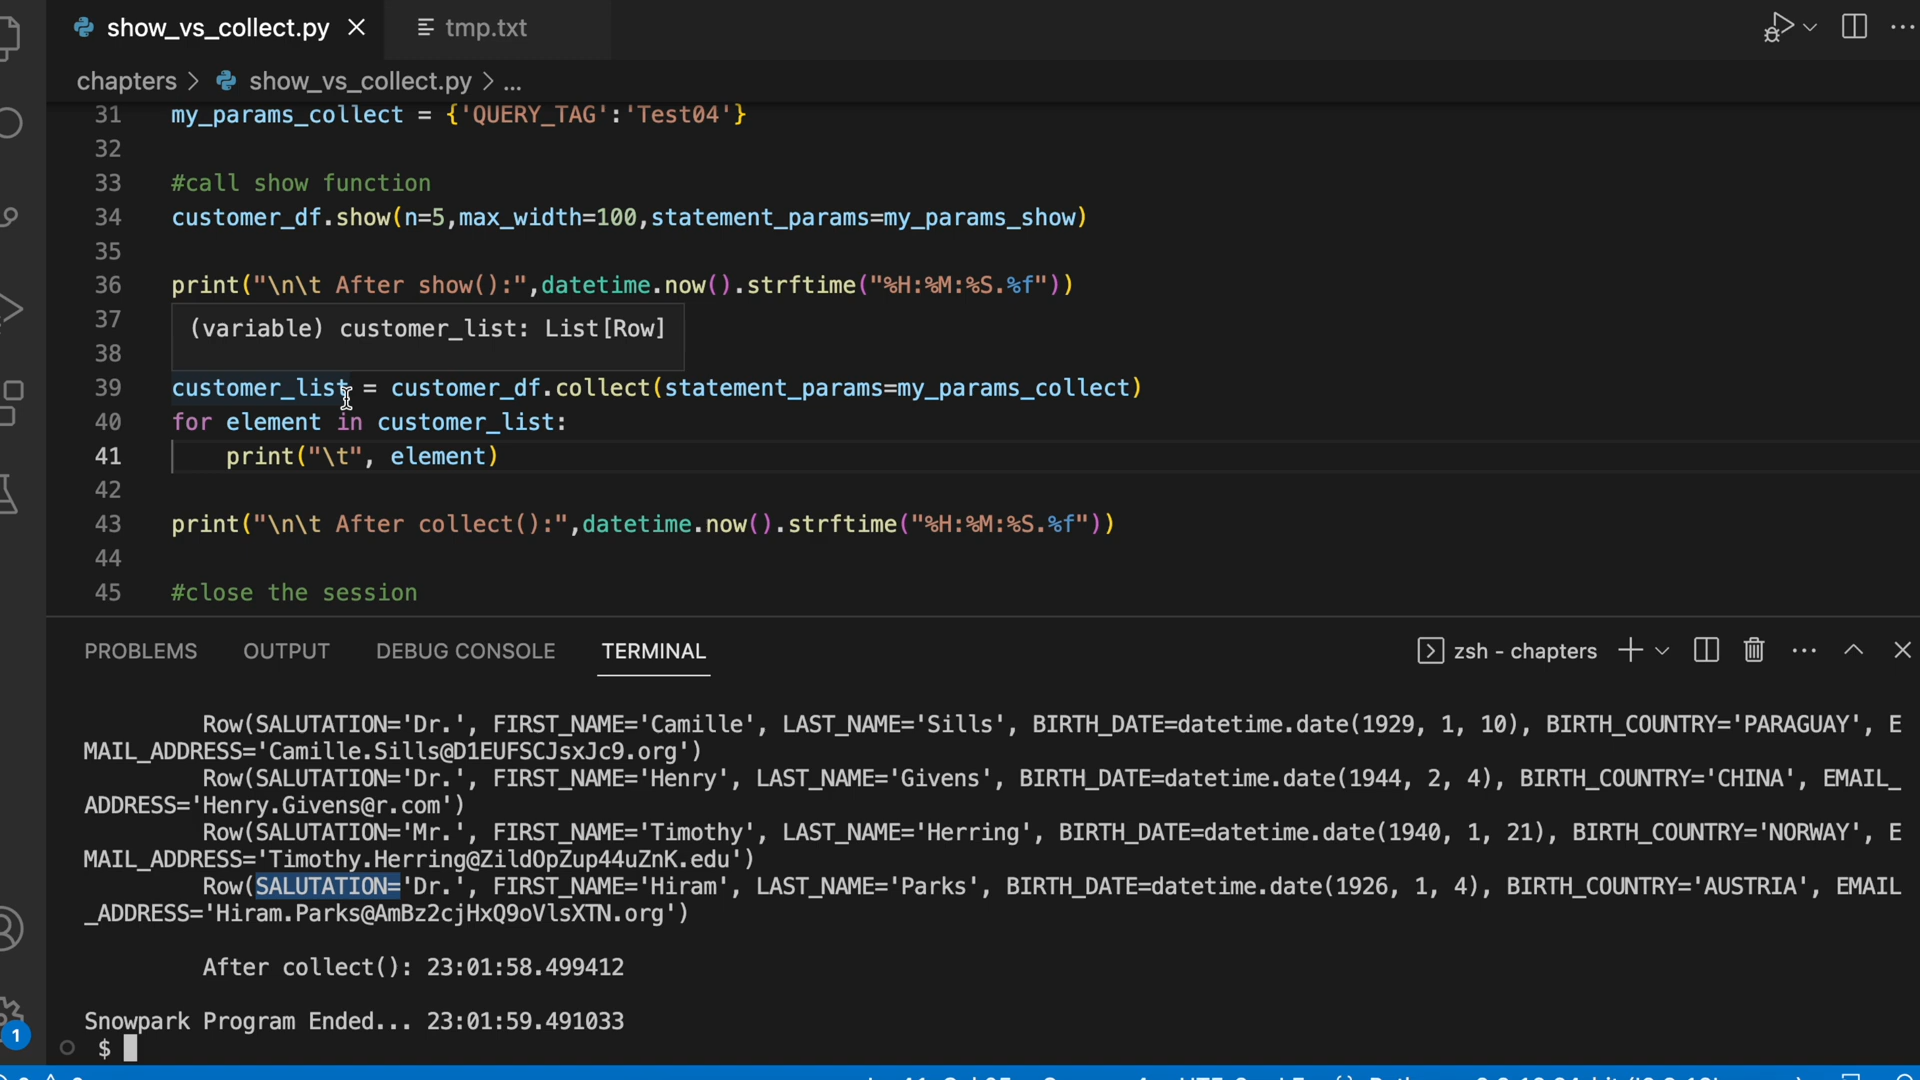 show_vs_collect.py
tmp.txt
chapters > show_vs_collect.py > ...
31 my_params_collect = {'QUERY_TAG':'Test04'}
32
33 #call show function
34 customer_df.show(n=5,max_width=100,statement_params=my_params_show)
35
36 print("\n\t After show():",datetime.now().strftime("%H:%M:%S.%f"))
37
(variable) customer_list: List[Row]
38
39 customer_list = customer_df.collect(statement_params=my_params_collect)
40 for element in customer_list:
41 print("\t", element)
42
43 print("\n\t After collect():",datetime.now().strftime("%H:%M:%S.%f"))
44
45 #close the session
PROBLEMS OUTPUT DEBUG CONSOLE TERMINAL
zsh - chapters
Row(SALUTATION='Dr.', FIRST_NAME='Camille', LAST_NAME='Sills', BIRTH_DATE=datetime.date(1929, 1, 10), BIRTH_COUNTRY='PARAGUAY', E
MAIL_ADDRESS='Camille.Sills@D1EUFSCJsxJc9.org')
Row(SALUTATION='Dr.', FIRST_NAME='Henry', LAST_NAME='Givens', BIRTH_DATE=datetime.date(1944, 2, 4), BIRTH_COUNTRY='CHINA', EMAIL_
ADDRESS='Henry.Givens@r.com')
Row(SALUTATION='Mr.', FIRST_NAME='Timothy', LAST_NAME='Herring', BIRTH_DATE=datetime.date(1940, 1, 21), BIRTH_COUNTRY='NORWAY', E
MAIL_ADDRESS='Timothy.Herring@ZildOpZup44uZnK.edu')
Row(SALUTATION='Dr.', FIRST_NAME='Hiram', LAST_NAME='Parks', BIRTH_DATE=datetime.date(1926, 1, 4), BIRTH_COUNTRY='AUSTRIA', EMAIL
_ADDRESS='Hiram.Parks@AmBz2cjHxQ9oVlsXTN.org')
After collect(): 23:01:58.499412
Snowpark Program Ended... 23:01:59.491033
1
$